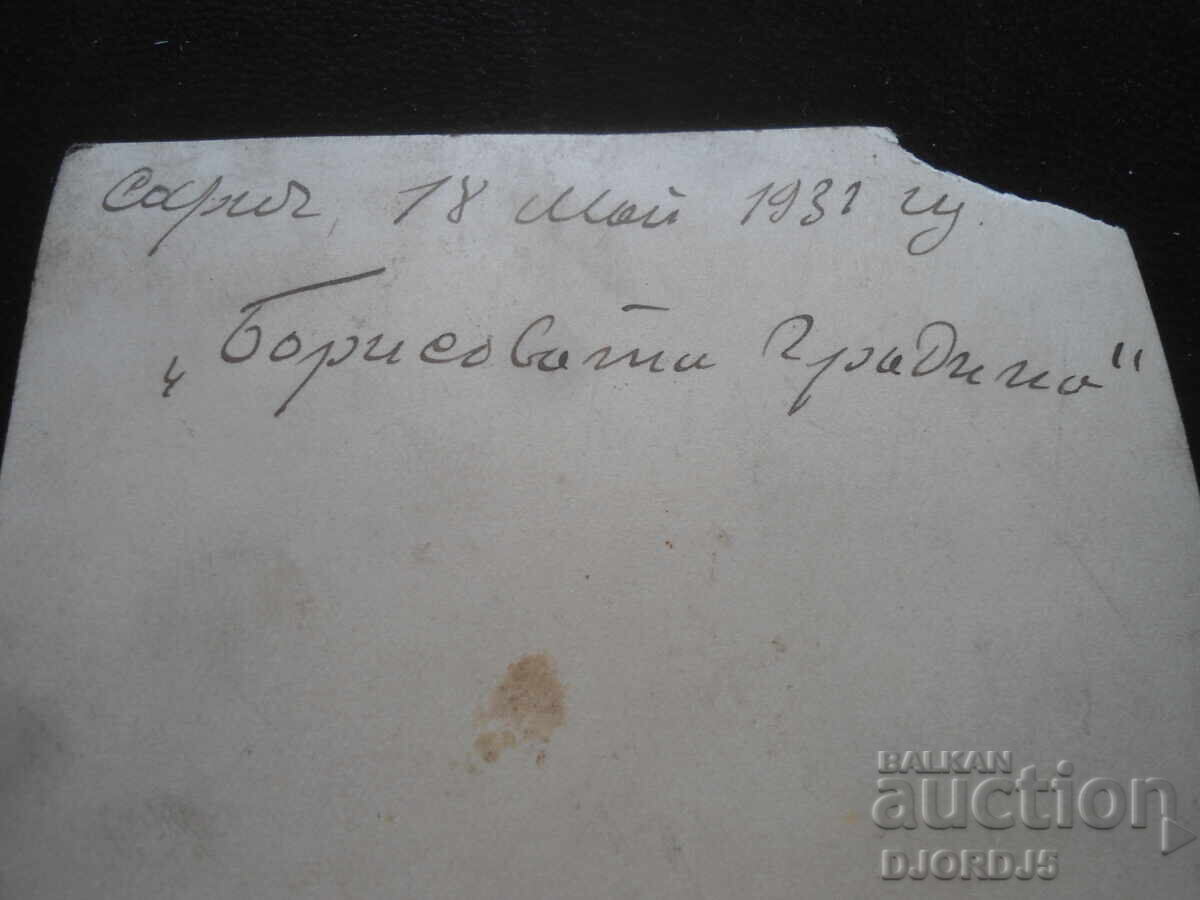 София, 18 Май 1931 г.
„Борисовата градина"
BALKAN
auction
DJORDJ5